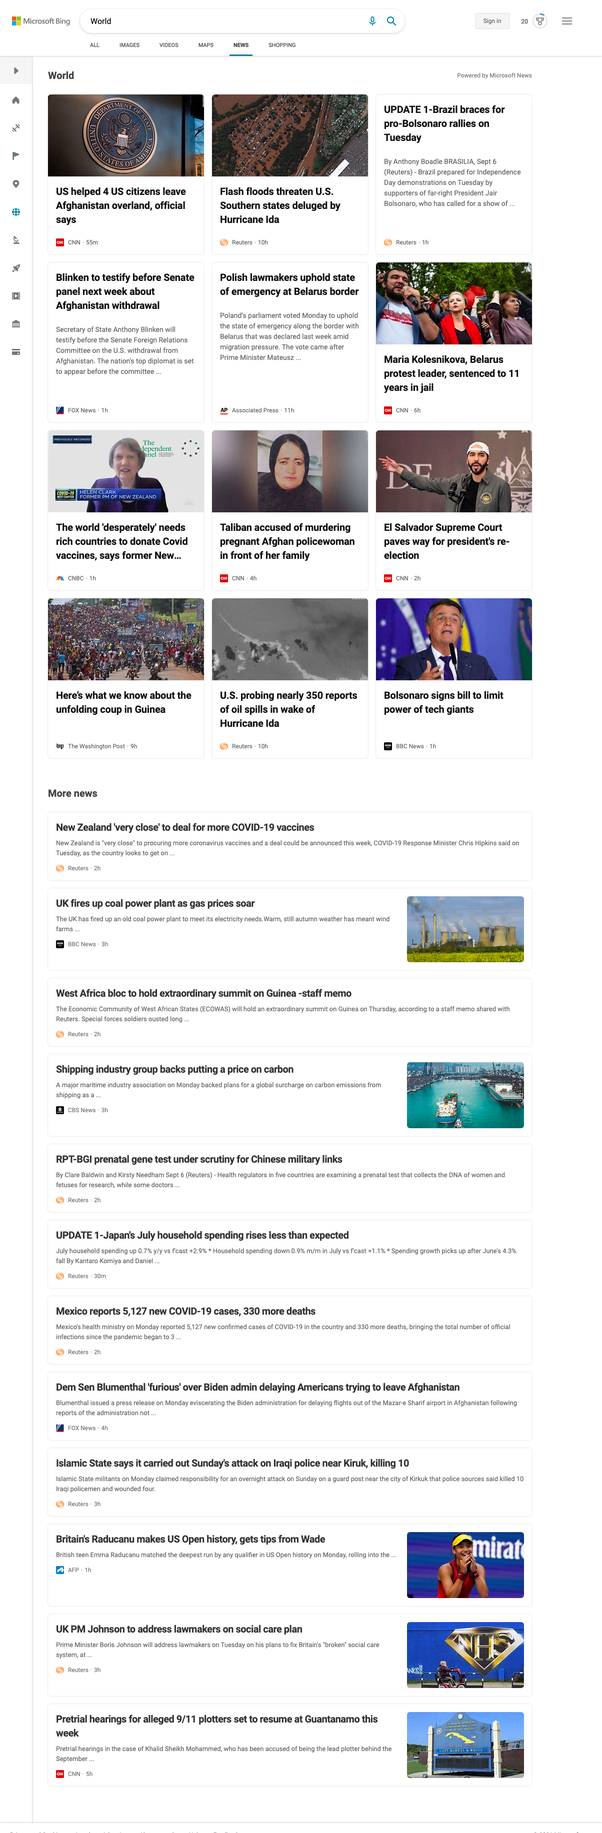 Microsoft Bing
World
Sign in
20
ALL
IMAGES
VIDEOS
MAPS
NEWS
SHOPPING
World
Powered by Microsoft News
US helped 4 US citizens leave
Afghanistan overland, official
says
CNN · 55m
Flash floods threaten U.S.
Southern states deluged by
Hurricane Ida
Reuters · 10h
UPDATE 1-Brazil braces for
pro-Bolsonaro rallies on
Tuesday
By Anthony Boadle BRASILIA, Sept 6
(Reuters) - Brazil prepared for Independence
Day demonstrations on Tuesday by
supporters of far-right President Jair
Bolsonaro, who has called for a show of ...
Reuters · 1h
Blinken to testify before Senate
panel next week about
Afghanistan withdrawal
Secretary of State Anthony Blinken will
testify before the Senate Foreign Relations
Committee on the U.S. withdrawal from
Afghanistan. The nation's top diplomat is set
to appear before the committee ...
FOX News · 1h
Polish lawmakers uphold state
of emergency at Belarus border
Poland's parliament voted Monday to uphold
the state of emergency along the border with
Belarus that was declared last week amid
migration pressure. The vote came after
Prime Minister Mateusz ...
AP Associated Press · 11h
Maria Kolesnikova, Belarus
protest leader, sentenced to 11
years in jail
CNN · 6h
HELEN CLARK
FORMER PM OF NEW ZEALAND
The world 'desperately' needs
rich countries to donate Covid
vaccines, says former New...
CNBC · 1h
Taliban accused of murdering
pregnant Afghan policewoman
in front of her family
CNN · 4h
El Salvador Supreme Court
paves way for president's re-
election
CNN · 2h
Here's what we know about the
unfolding coup in Guinea
wp The Washington Post · 9h
U.S. probing nearly 350 reports
of oil spills in wake of
Hurricane Ida
Reuters · 10h
Bolsonaro signs bill to limit
power of tech giants
BBC News · 1h
More news
New Zealand 'very close' to deal for more COVID-19 vaccines
New Zealand is "very close" to procuring more coronavirus vaccines and a deal could be announced this week, COVID-19 Response Minister Chris Hipkins said on
Tuesday, as the country looks to get on ...
Reuters · 2h
UK fires up coal power plant as gas prices soar
The UK has fired up an old coal power plant to meet its electricity needs.Warm, still autumn weather has meant wind
farms ...
BBC News · 3h
West Africa bloc to hold extraordinary summit on Guinea -staff memo
The Economic Community of West African States (ECOWAS) will hold an extraordinary summit on Guinea on Thursday, according to a staff memo shared with
Reuters. Special forces soldiers ousted long ...
Reuters · 2h
Shipping industry group backs putting a price on carbon
A major maritime industry association on Monday backed plans for a global surcharge on carbon emissions from
shipping as a ...
CBS News · 3h
RPT-BGI prenatal gene test under scrutiny for Chinese military links
By Clare Baldwin and Kirsty Needham Sept 6 (Reuters) - Health regulators in five countries are examining a prenatal test that collects the DNA of women and
fetuses for research, while some doctors ...
Reuters · 2h
UPDATE 1-Japan's July household spending rises less than expected
July household spending up 0.7% y/y vs f'cast +2.9% * Household spending down 0.9% m/m in July vs f'cast +1.1% * Spending growth picks up after June's 4.3%
fall By Kantaro Komiya and Daniel ...
Reuters · 30m
Mexico reports 5,127 new COVID-19 cases, 330 more deaths
Mexico's health ministry on Monday reported 5,127 new confirmed cases of COVID-19 in the country and 330 more deaths, bringing the total number of official
infections since the pandemic began to 3 ...
Reuters · 2h
Dem Sen Blumenthal 'furious' over Biden admin delaying Americans trying to leave Afghanistan
Blumenthal issued a press release on Monday eviscerating the Biden administration for delaying flights out of the Mazar-e Sharif airport in Afghanistan following
reports of the administration not ...
FOX News · 4h
Islamic State says it carried out Sunday's attack on Iraqi police near Kiruk, killing 10
Islamic State militants on Monday claimed responsibility for an overnight attack on Sunday on a guard post near the city of Kirkuk that police sources said killed 10
Iraqi policemen and wounded four.
Reuters · 3h
Britain's Raducanu makes US Open history, gets tips from Wade
British teen Emma Raducanu matched the deepest run by any qualifier in US Open history on Monday, rolling into the ...
AFP · 1h
UK PM Johnson to address lawmakers on social care plan
Prime Minister Boris Johnson will address lawmakers on Tuesday on his plans to fix Britain's "broken" social care
system, at ...
Reuters · 3h
NHS
Pretrial hearings for alleged 9/11 plotters set to resume at Guantanamo this
week
Pretrial hearings in the case of Khalid Sheikh Mohammed, who has been accused of being the lead plotter behind the
September ...
CNN · 5h